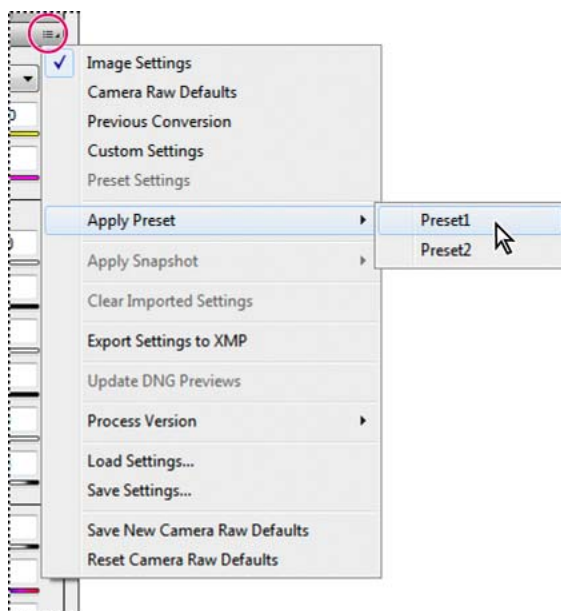 Image Settings
Camera Raw Defaults
Previous Conversion
Custom Settings
Preset Settings
Apply Preset
Preset1
Preset2
Apply Snapshot
Clear Imported Settings
Export Settings to XMP
Update DNG Previews
Process Version
Load Settings...
Save Settings...
Save New Camera Raw Defaults
Reset Camera Raw Defaults